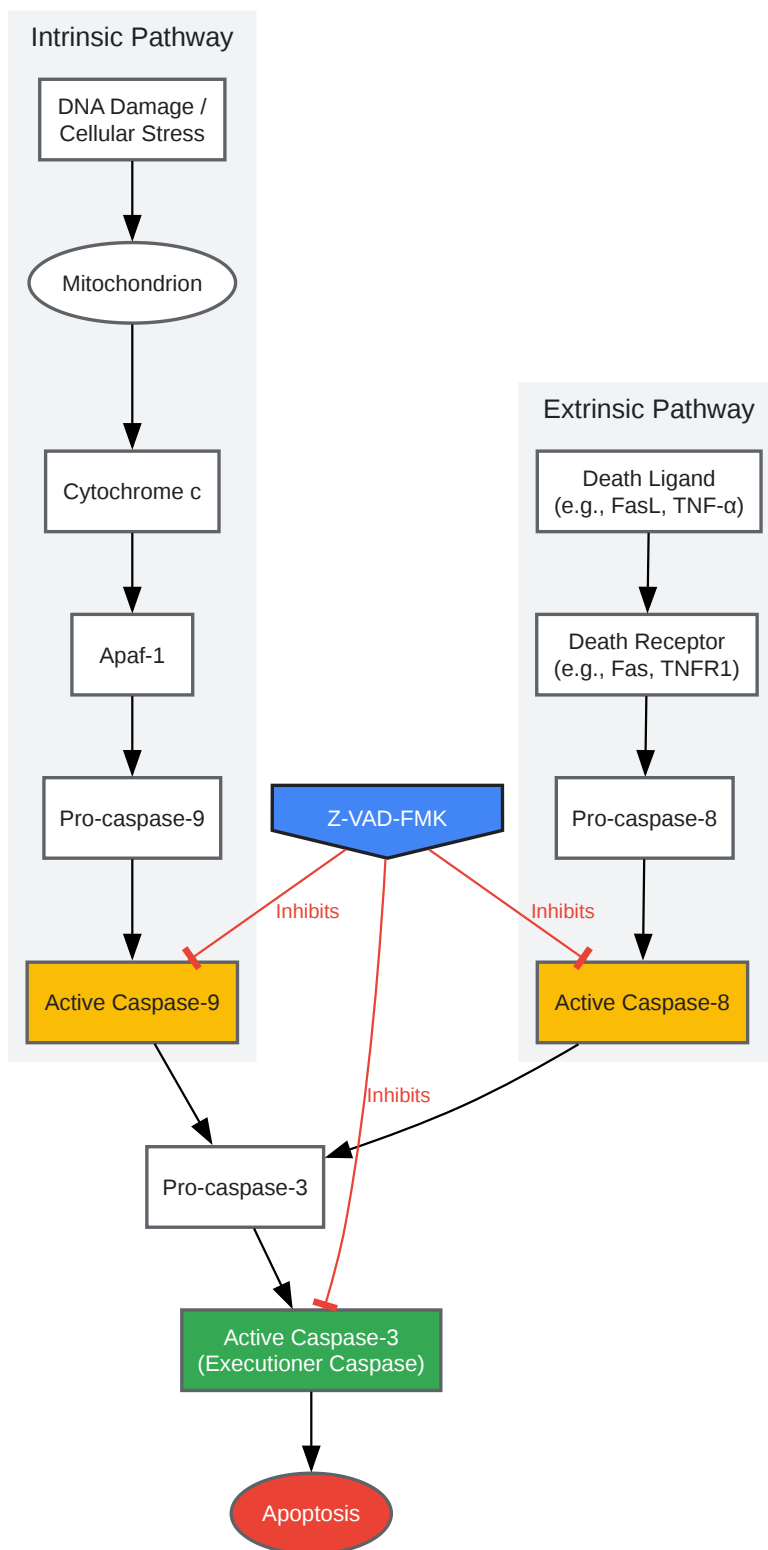 Intrinsic Pathway
DNA Damage /
Cellular Stress
Mitochondrion
Cytochrome c
Apaf-1
Pro-caspase-9
Active Caspase-9
Extrinsic Pathway
Death Ligand
(e.g., FasL, TNF-α)
Death Receptor
(e.g., Fas, TNFR1)
Pro-caspase-8
Active Caspase-8
Z-VAD-FMK
Inhibits
Inhibits
Inhibits
Pro-caspase-3
Active Caspase-3
(Executioner Caspase)
Apoptosis